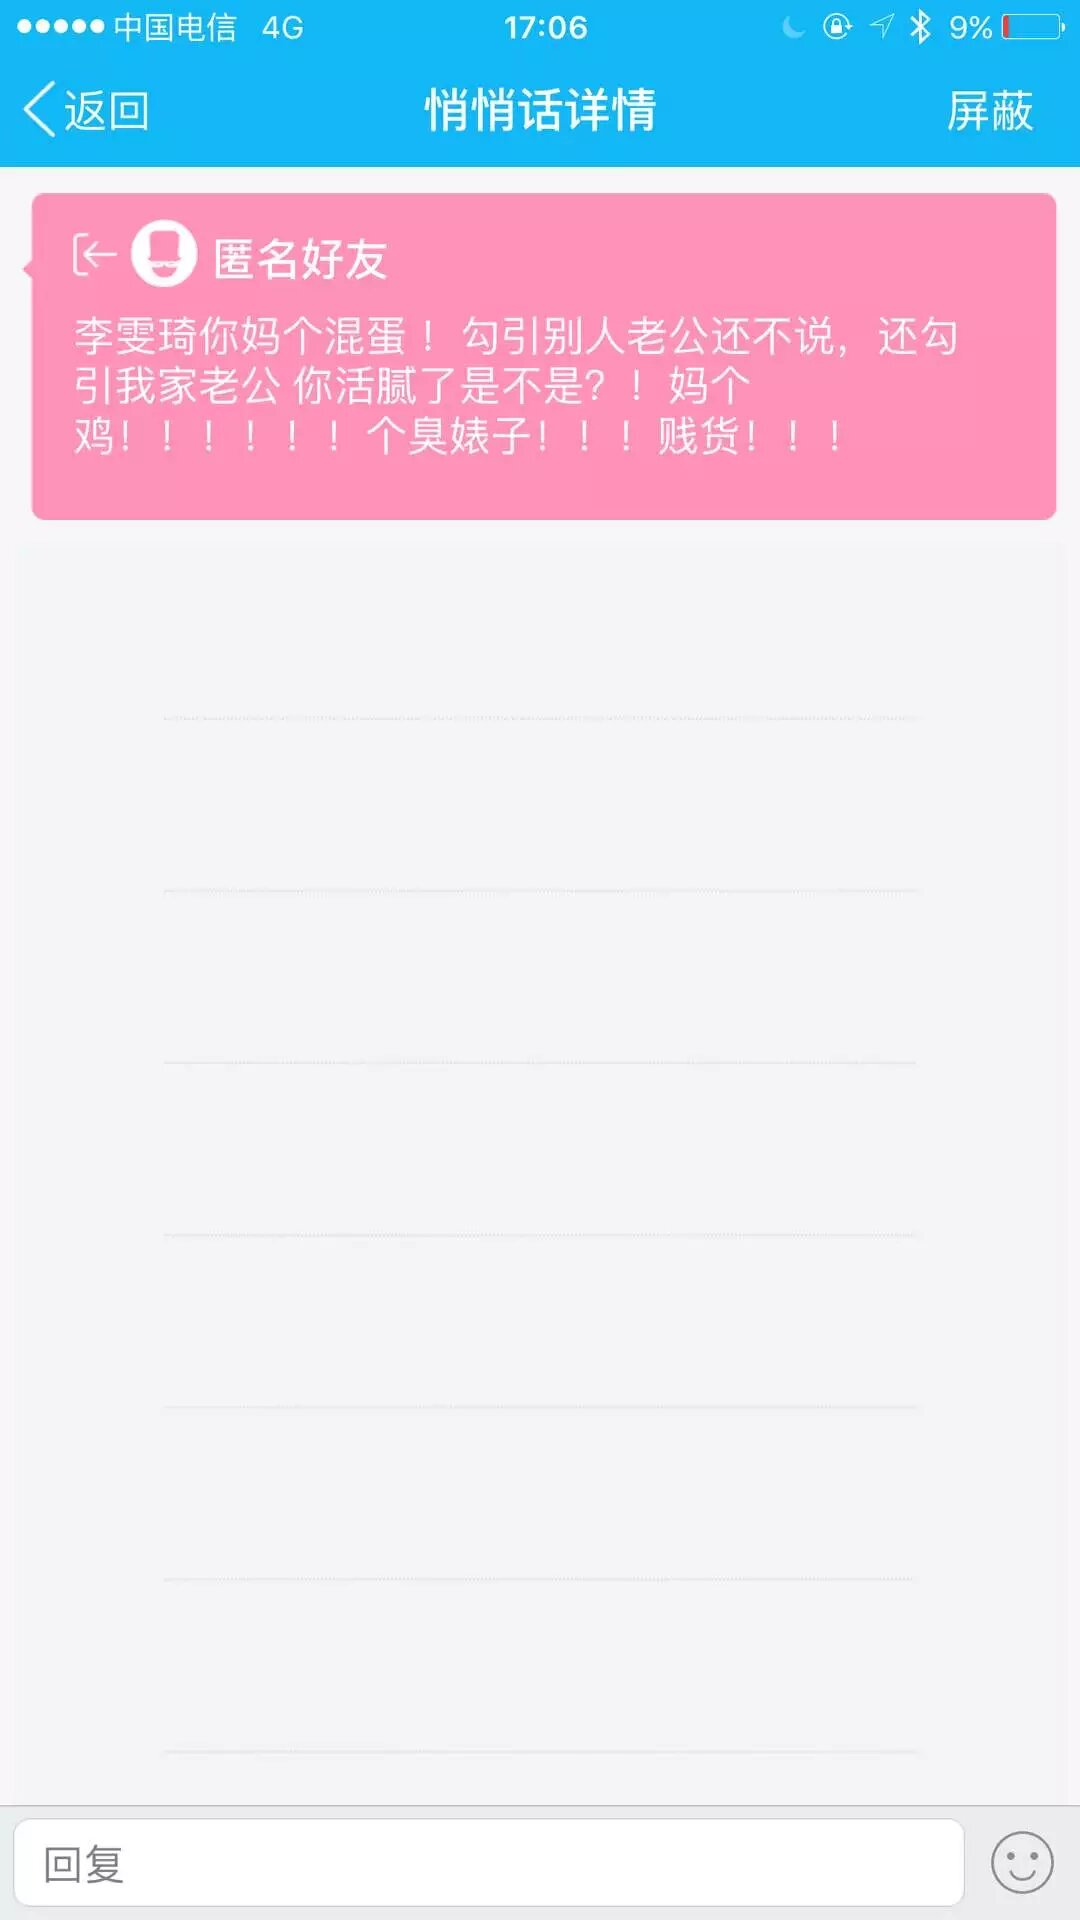 中国电信 4G 17:06 9%
返回 悄悄话详情 屏蔽
匿名好友
李雯琦你妈个混蛋！勾引别人老公还不说，还勾
引我家老公 你活腻了是不是？！妈个
鸡！！！！！！个臭婊子！！！贱货！！！
回复